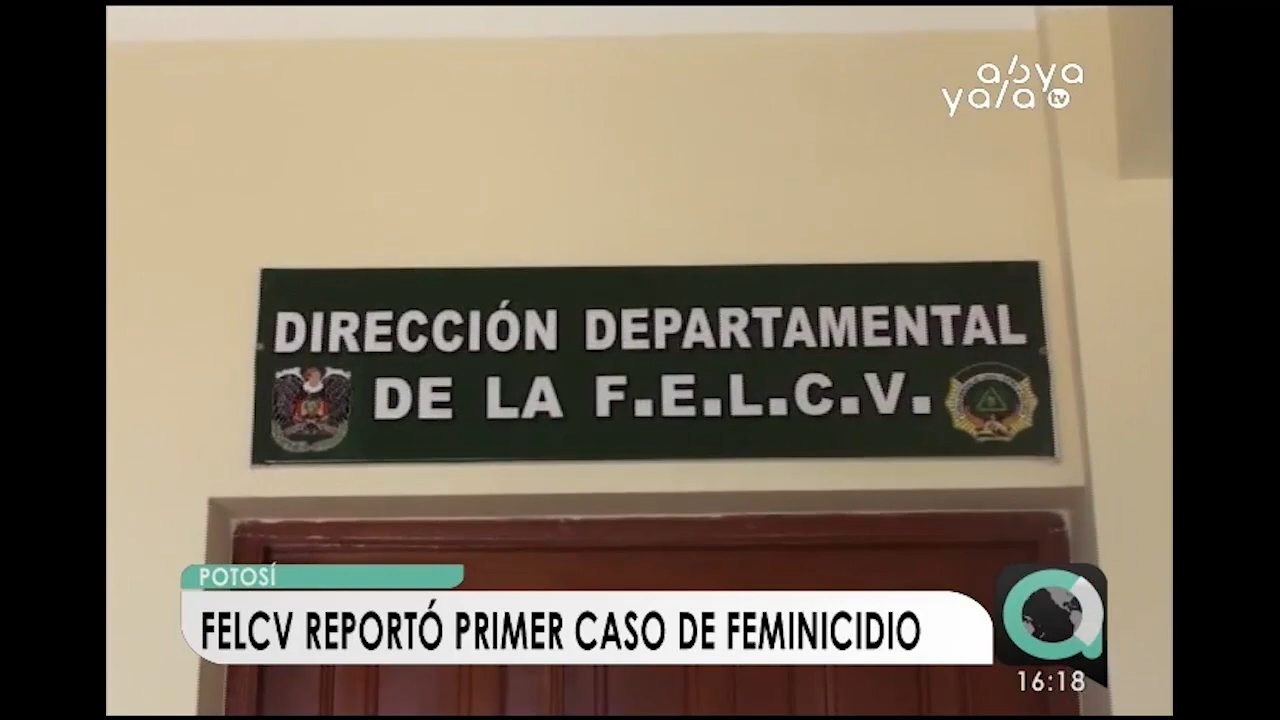 abya
yala tv
DIRECCIÓN DEPARTAMENTAL
DE LA F.E.L.C.V.
POTOSÍ
FELCV REPORTÓ PRIMER CASO DE FEMINICIDIO
16:18